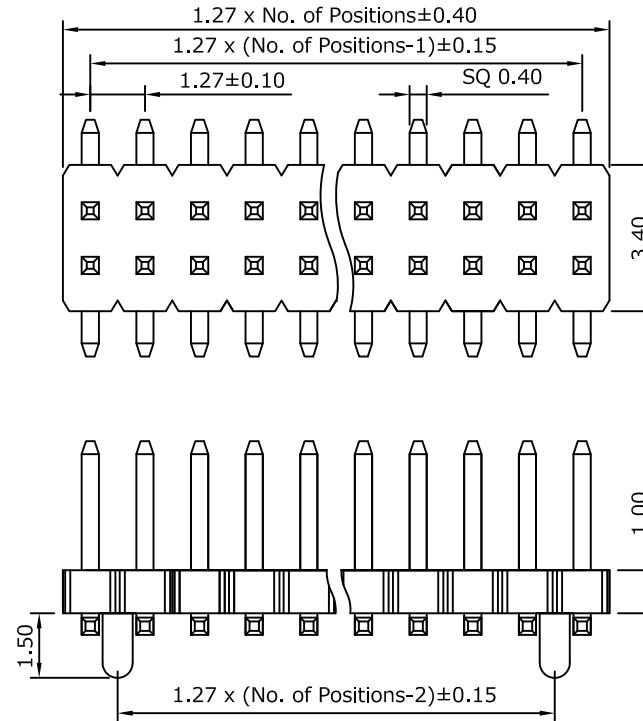 1.27 x No. of Positions±0.40
1.27 x (No. of Positions-1)±0.15
1.27±0.10
SQ 0.40
3.40
1.00
1.50
1.27 x (No. of Positions-2)±0.15